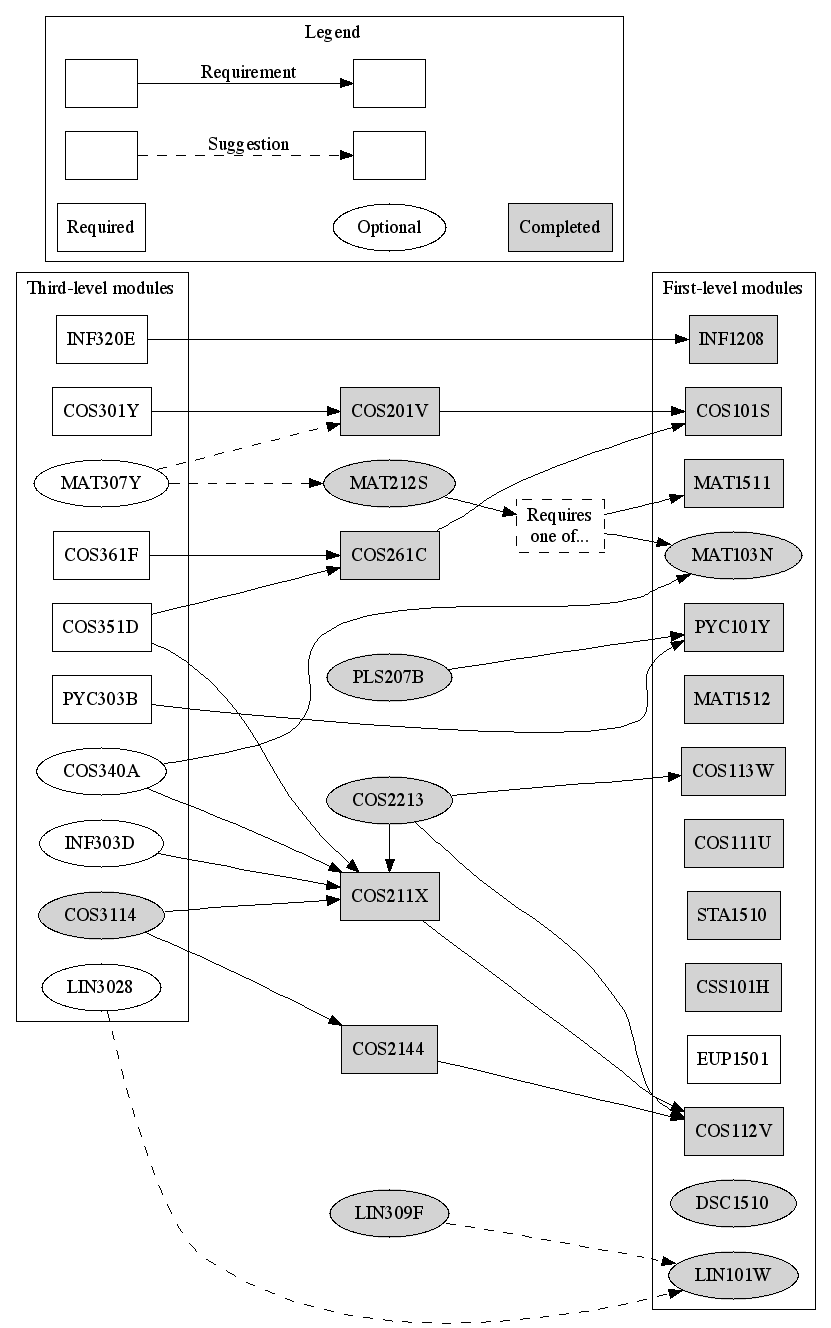 Legend
Requirement
Suggestion
Required
Optional
Completed
Third-level modules
First-level modules
INF320E
INF1208
COS301Y
COS201V
COS101S
MAT307Y
MAT212S
MAT1511
Requires
one of...
COS361F
COS261C
MAT103N
COS351D
PYC101Y
PLS207B
PYC303B
MAT1512
COS340A
COS113W
COS2213
INF303D
COS111U
COS211X
COS3114
STA1510
LIN3028
CSS101H
COS2144
EUP1501
COS112V
DSC1510
LIN309F
LIN101W